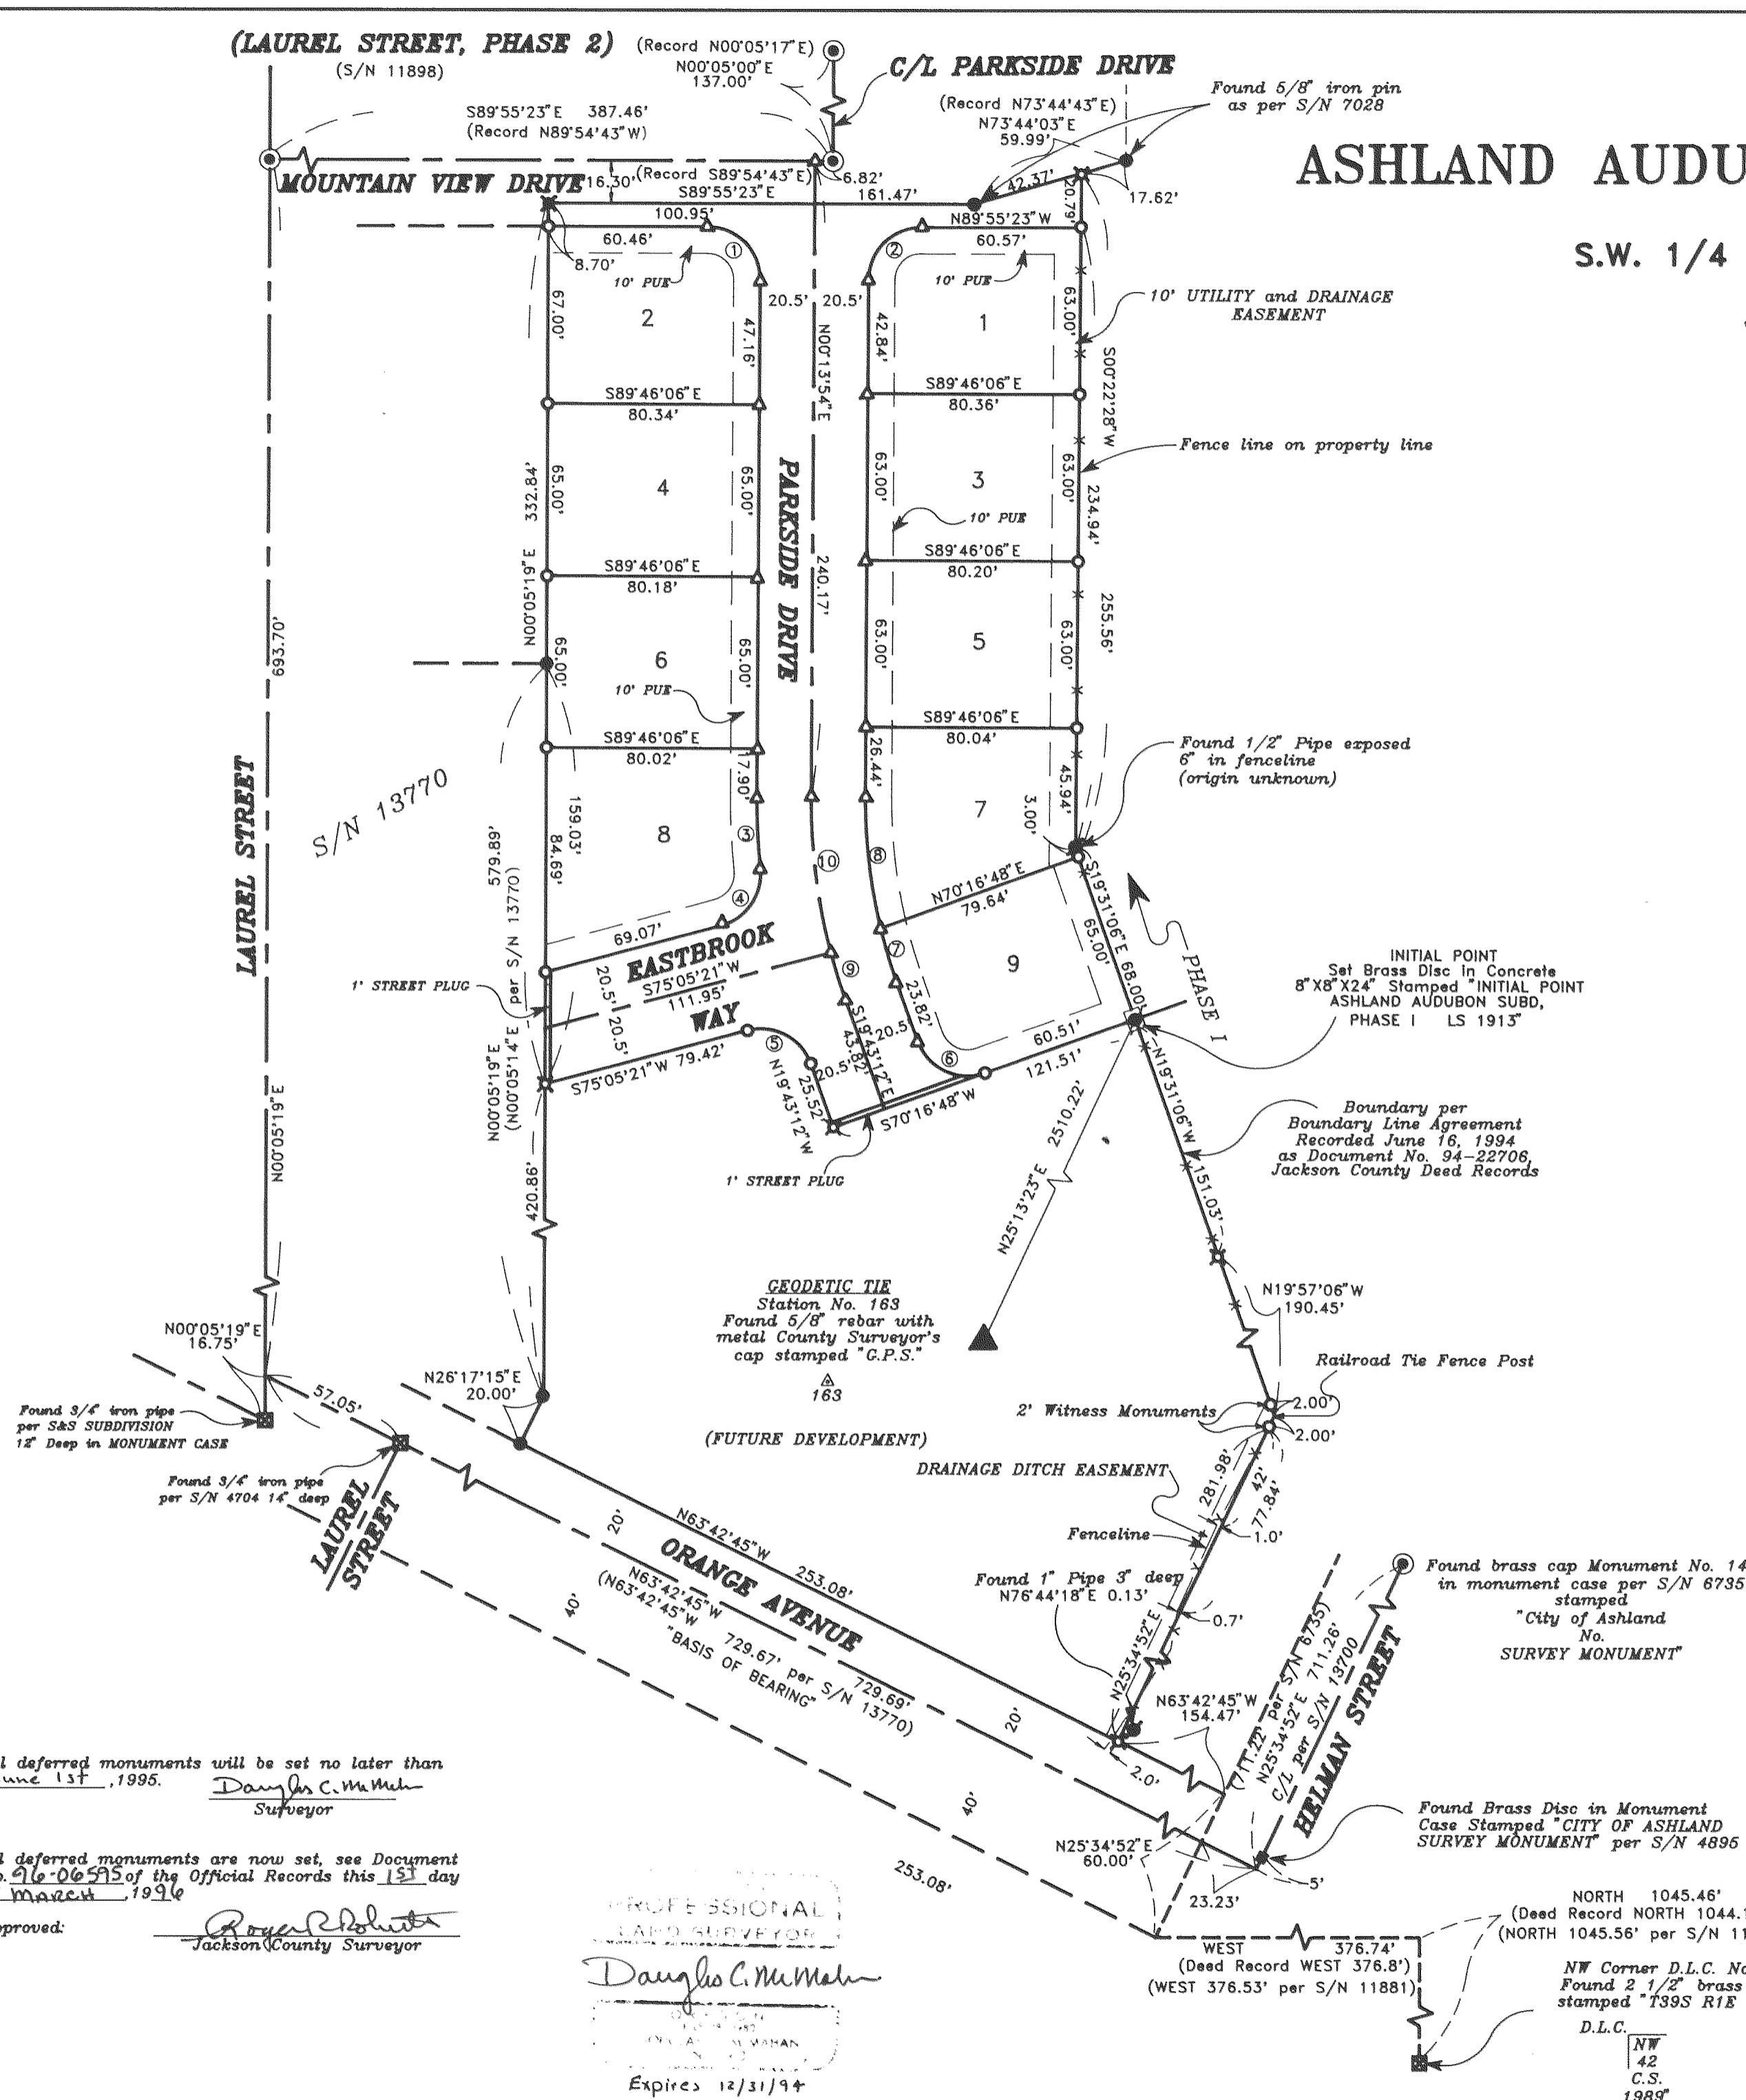 (LAUREL STREET, PHASE 2)
(S/N 11898)
(Record N00°05'17"E)
N00°05'00"E
137.00'
C/L PARKSIDE DRIVE
Found 5/8" iron pin
as per S/N 7028
(Record N73°44'43"E)
N73°44'03"E
59.99'
S89°55'23"E 387.46'
(Record N89°54'43"W)
ASHLAND AUDU
S.W. 1/4
MOUNTAIN VIEW DRIVE
16.30'
(Record S89°54'43"E)
S89°55'23"E
6.82'
161.47'
42.37'
20.79'
17.62'
100.95'
N89°55'23"W
60.46'
60.57'
8.70'
1
2
10' PUE
10' PUE
20.5'
20.5'
10' UTILITY and DRAINAGE
EASEMENT
67.00'
2
47.16'
N00°13'54"E
42.84'
1
63.00'
S00°22'28"W
S89°46'06"E
80.34'
S89°46'06"E
80.36'
Fence line on property line
332.84'
65.00'
4
65.00'
PARKSIDE DRIVE
63.00'
3
63.00'
234.94'
10' PUE
N00°05'19"E
S89°46'06"E
80.18'
240.17'
S89°46'06"E
80.20'
255.56'
693.70'
65.00'
6
65.00'
63.00'
5
63.00'
10' PUE
S89°46'06"E
80.02'
S89°46'06"E
80.04'
LAUREL STREET
S/N 13770
17.90'
26.44'
45.94'
Found 1/2" Pipe exposed
6" in fenceline
(origin unknown)
159.03'
84.69'
579.89'
8
3
10
8
7
3.00'
N70°16'48"E
79.64'
S19°31'06"E 68.00'
65.00'
4
69.07'
7
9
PHASE I
EASTBROOK
WAY
S75°05'21"W
111.95'
9
1' STREET PLUG
20.5'
20.5'
23.82'
20.5'
S19°43'12"E
43.82'
INITIAL POINT
Set Brass Disc in Concrete
8"X8"X24" Stamped "INITIAL POINT
ASHLAND AUDUBON SUBD,
PHASE I LS 1913"
S75°05'21"W 79.42'
5
20.5'
N19°43'12"W
25.52'
6
60.51'
121.51'
S70°16'48"W
1' STREET PLUG
N00°05'19"E
(N00°05'14"E per S/N 13770)
420.86'
N00°05'19"E
N25°13'23"E 2510.22'
N19°31'06"W
151.03'
Boundary per
Boundary Line Agreement
Recorded June 16, 1994
as Document No. 94-22706,
Jackson County Deed Records
GEODETIC TIE
Station No. 163
Found 5/8" rebar with
metal County Surveyor's
cap stamped "G.P.S."
163
N19°57'06"W
190.45'
Railroad Tie Fence Post
N00°05'19"E
16.75'
N26°17'15"E
20.00'
57.05'
Found 3/4" iron pipe
per S&S SUBDIVISION
12" Deep in MONUMENT CASE
Found 3/4" iron pipe
per S/N 4704 14" deep
LAUREL
STREET
2' Witness Monuments
2.00'
2.00'
(FUTURE DEVELOPMENT)
DRAINAGE DITCH EASEMENT
281.98'
42'
77.84'
Fenceline
1.0'
Found 1" Pipe 3" deep
N76°44'18"E 0.13'
0.7'
N25°34'52"E
20'
40'
N63°42'45"W 253.08'
ORANGE AVENUE
N63°42'45"W 729.69'
(N63°42'45"W 729.67' per S/N 13770)
"BASIS OF BEARING"
20'
40'
2.0'
N63°42'45"W
154.47'
(711.22' per S/N 6735)
N25°34'52"E 711.26'
C/L per S/N 13700
HELMAN STREET
Found brass cap Monument No. 14
in monument case per S/N 6735
stamped
"City of Ashland
No.
SURVEY MONUMENT"
Found Brass Disc in Monument
Case Stamped "CITY OF ASHLAND
SURVEY MONUMENT" per S/N 4895
N25°34'52"E
60.00'
253.08'
23.23'
5'
WEST 376.74'
(Deed Record WEST 376.8')
(WEST 376.53' per S/N 11881)
NORTH 1045.46'
(Deed Record NORTH 1044.1
(NORTH 1045.56' per S/N 11
NW Corner D.L.C. No
Found 2 1/2" brass
stamped "T39S R1E
D.L.C.
NW
42
C.S.
1989"
l deferred monuments will be set no later than
une 1st, 1995.
Douglas C. McMahan
Surveyor
l deferred monuments are now set, see Document
o. 96-06595 of the Official Records this 1ST day
MARCH, 1996
pproved:
Roger R Roberts
Jackson County Surveyor
PROFESSIONAL
LAND SURVEYOR
Douglas C. McMahan
Expires 12/31/94